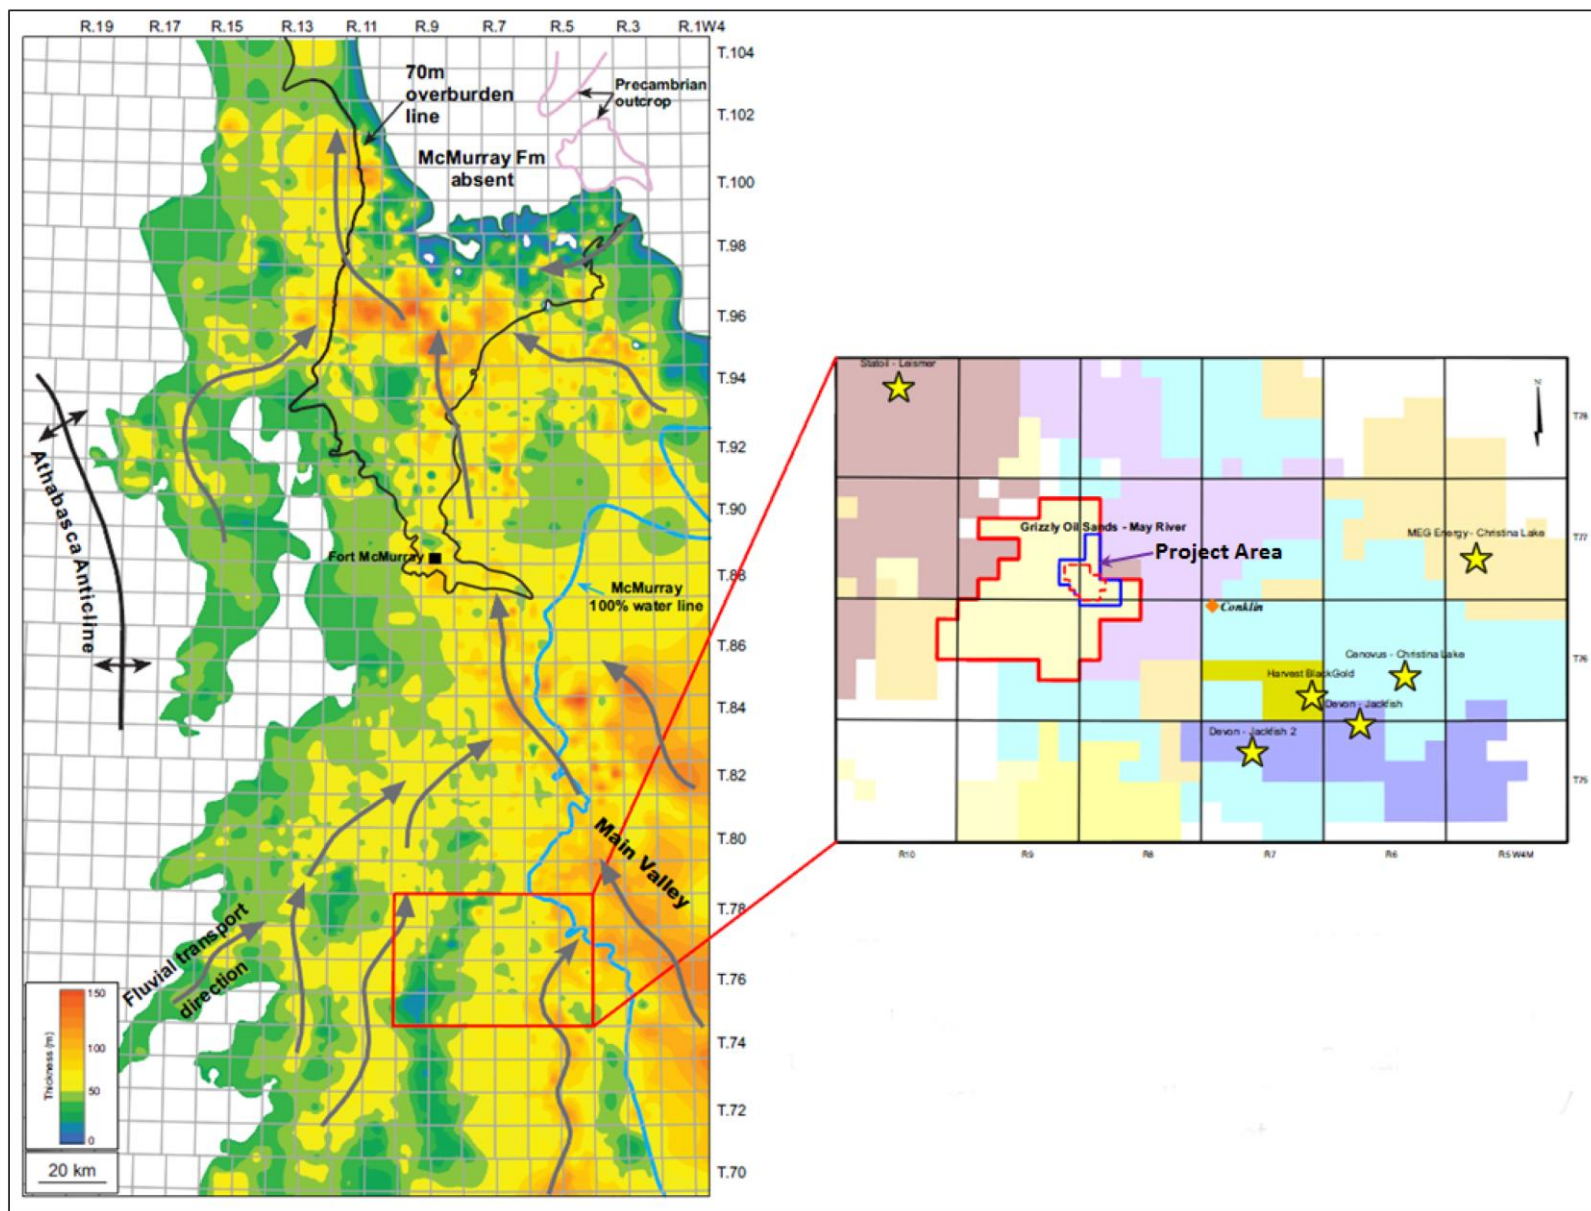 R.19 R.17 R.15 R.13 R.11 R.9 R.7 R.5 R.3 R.1W4
T.104
T.102
T.100
T.98
T.96
T.94
T.92
T.90
T.88
T.86
T.84
T.82
T.80
T.78
T.76
T.74
T.72
T.70
70m
overburden
line
Precambrian
outcrop
McMurray Fm
absent
Athabasca Anticline
Fort McMurray
McMurray
100% water line
Main Valley
Fluvial transport
direction
Thickness (m)
150
100
50
0
20 km
Statoil - Leismer
N
T78
Grizzly Oil Sands - May River
Project Area
MEG Energy - Christina Lake
T77
Conklin
Cenovus - Christina Lake
T76
Harvest BlackGold
Devon - Jackfish
Devon - Jackfish 2
T75
R10 R9 R8 R7 R6 R5 W4M